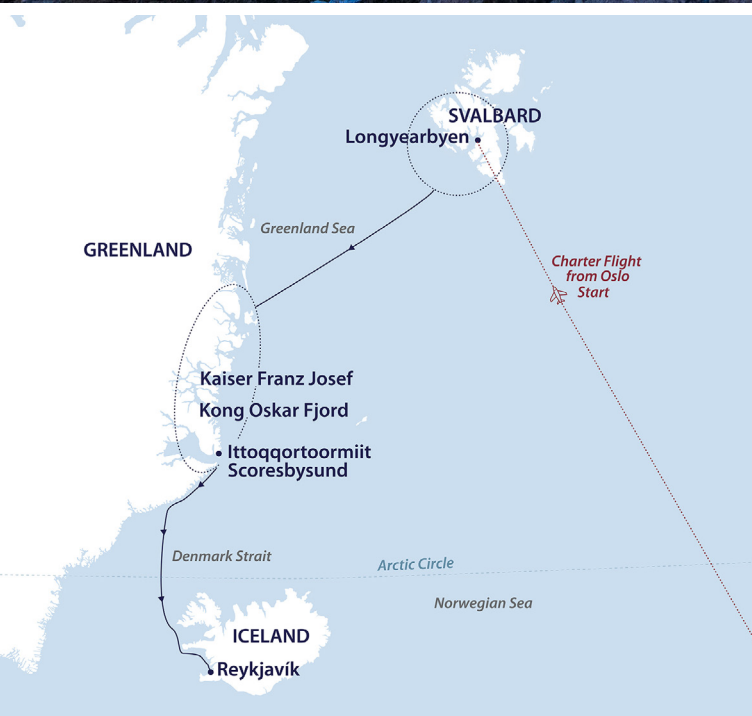 SVALBARD
Longyearbyen
Greenland Sea
GREENLAND
Charter Flight
from Oslo
Start
Kaiser Franz Josef
Kong Oskar Fjord
Ittoqqortoormiit
Scoresbysund
Denmark Strait
Arctic Circle
Norwegian Sea
ICELAND
Reykjavík